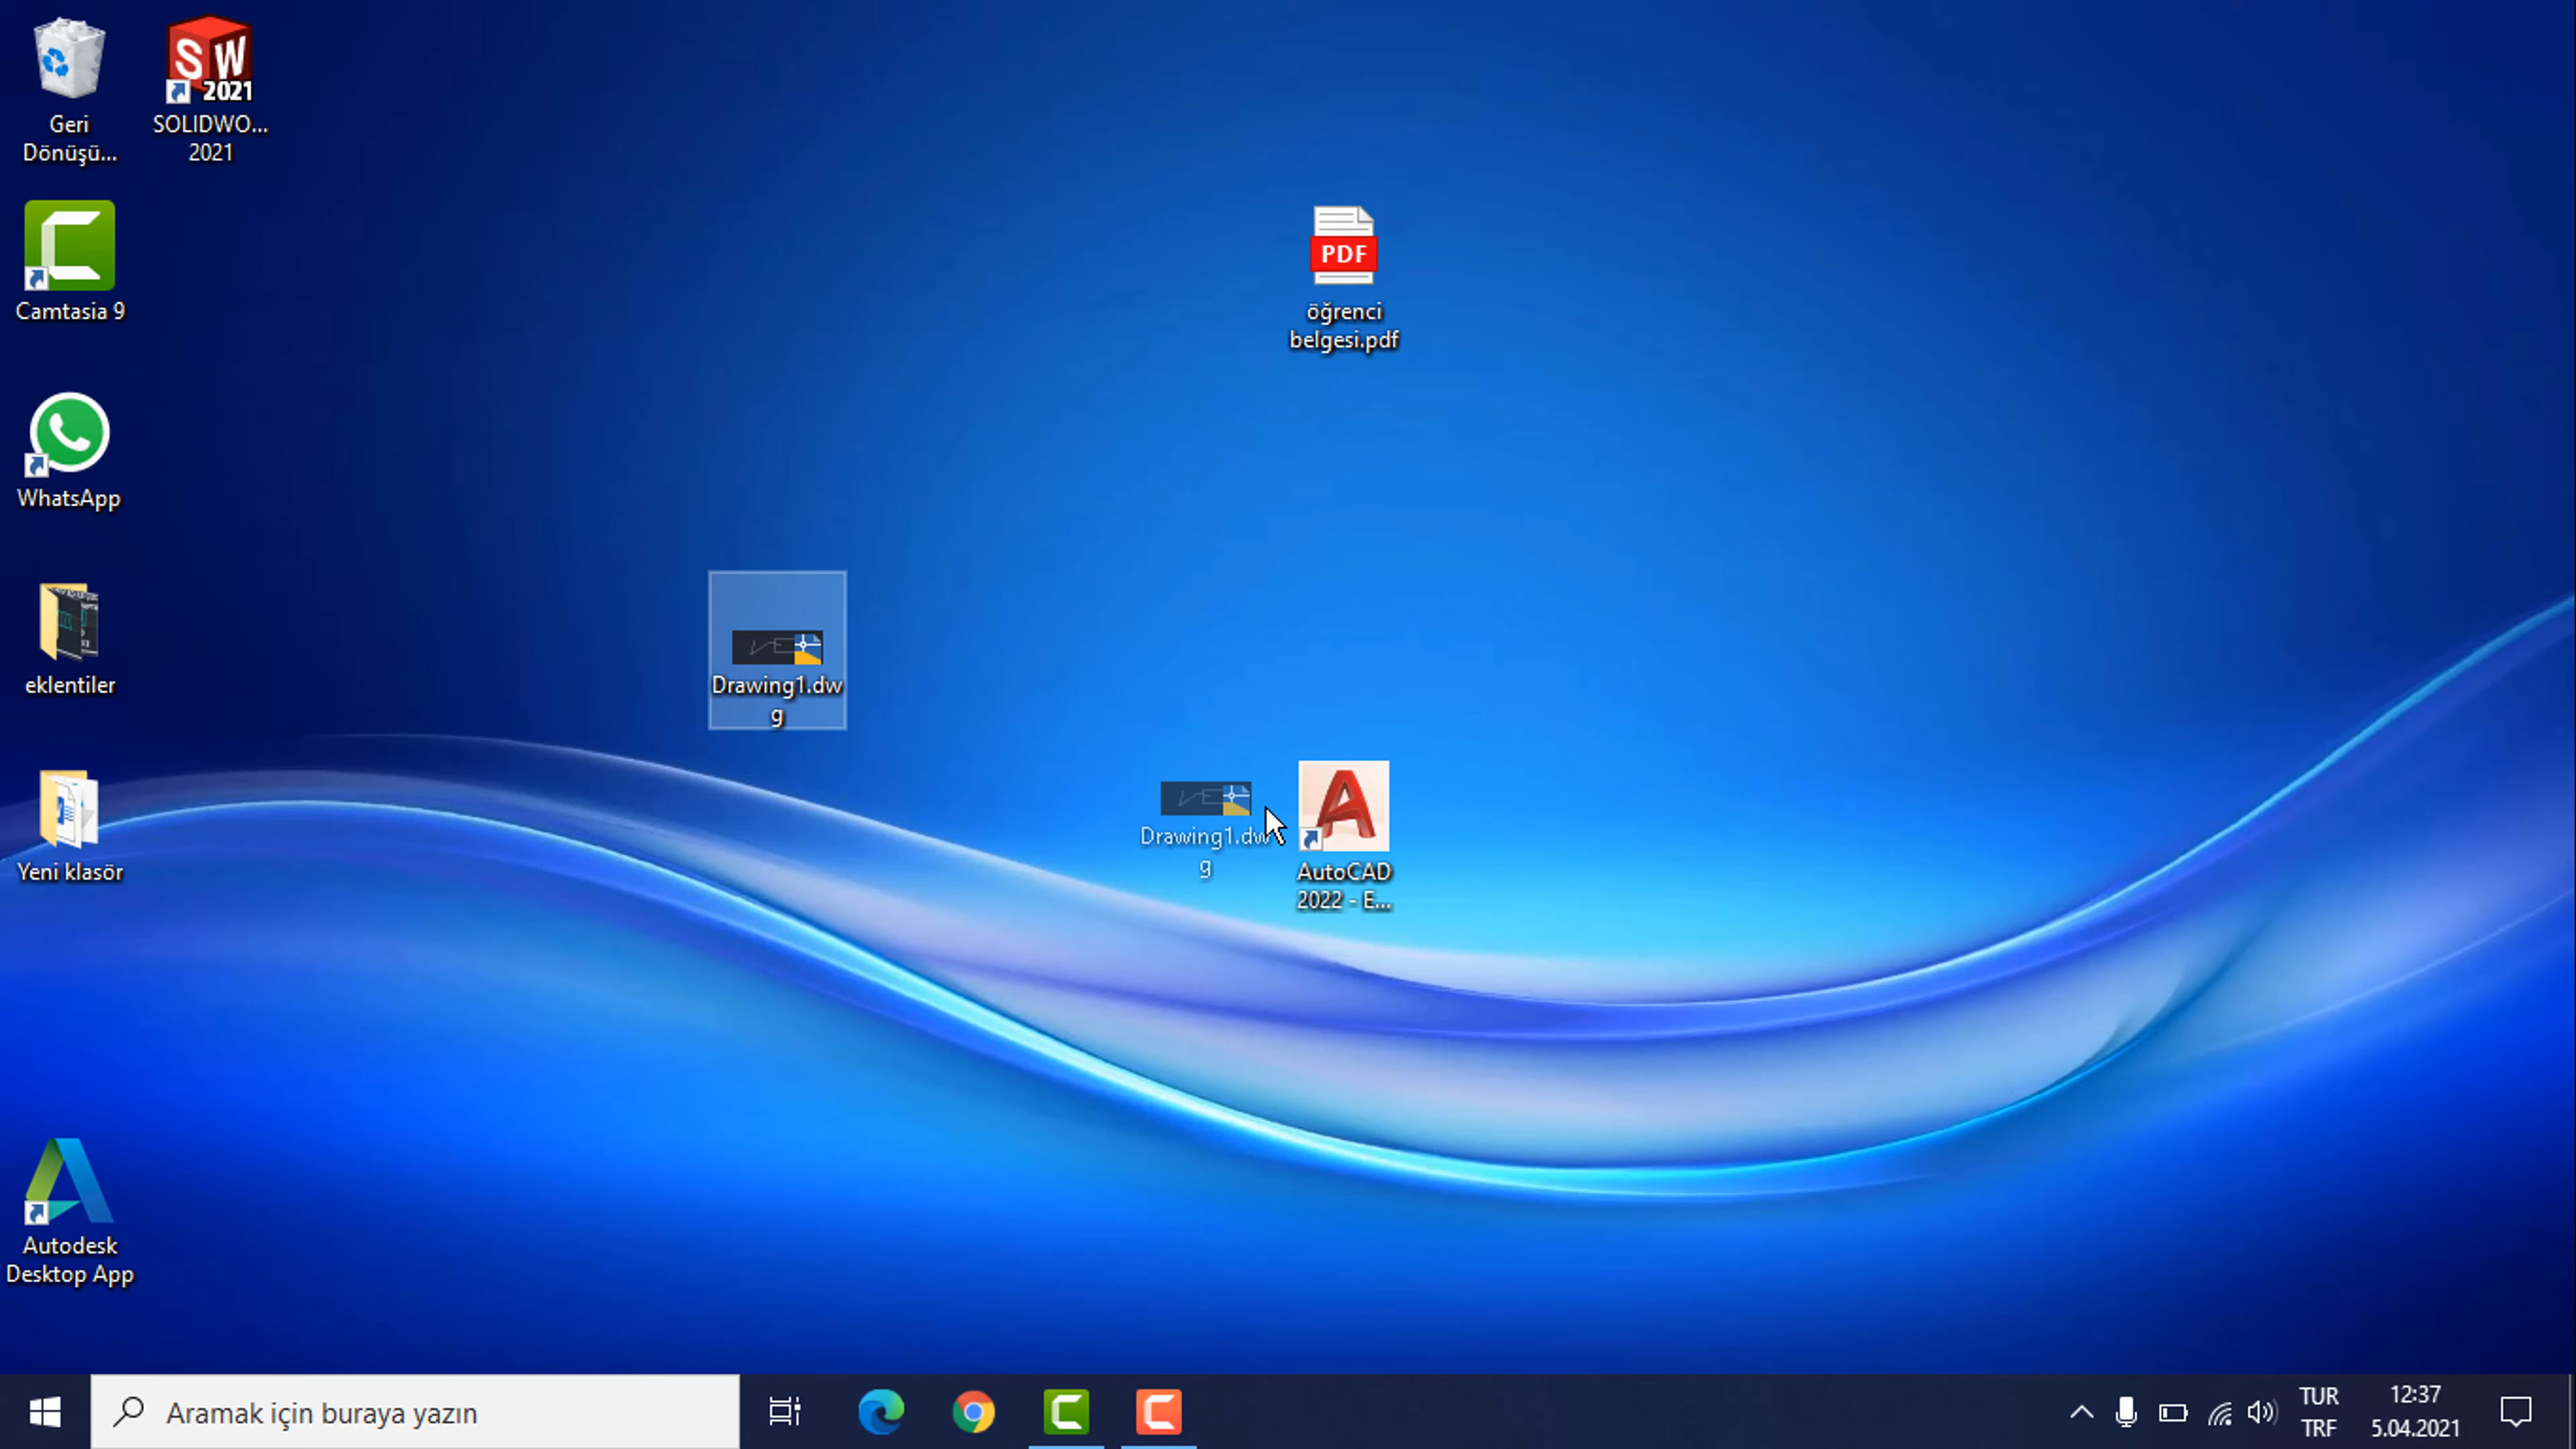 SW
2021
Geri
Dönüşü...
SOLIDWO...
2021
PDF
öğrenci
belgesi.pdf
Camtasia 9
WhatsApp
Drawing1.dw
g
eklentiler
Drawing1.dw
g
AutoCAD
2022 - E...
Yeni klasör
Autodesk
Desktop App
Aramak için buraya yazın
TUR
TRF
12:37
5.04.2021